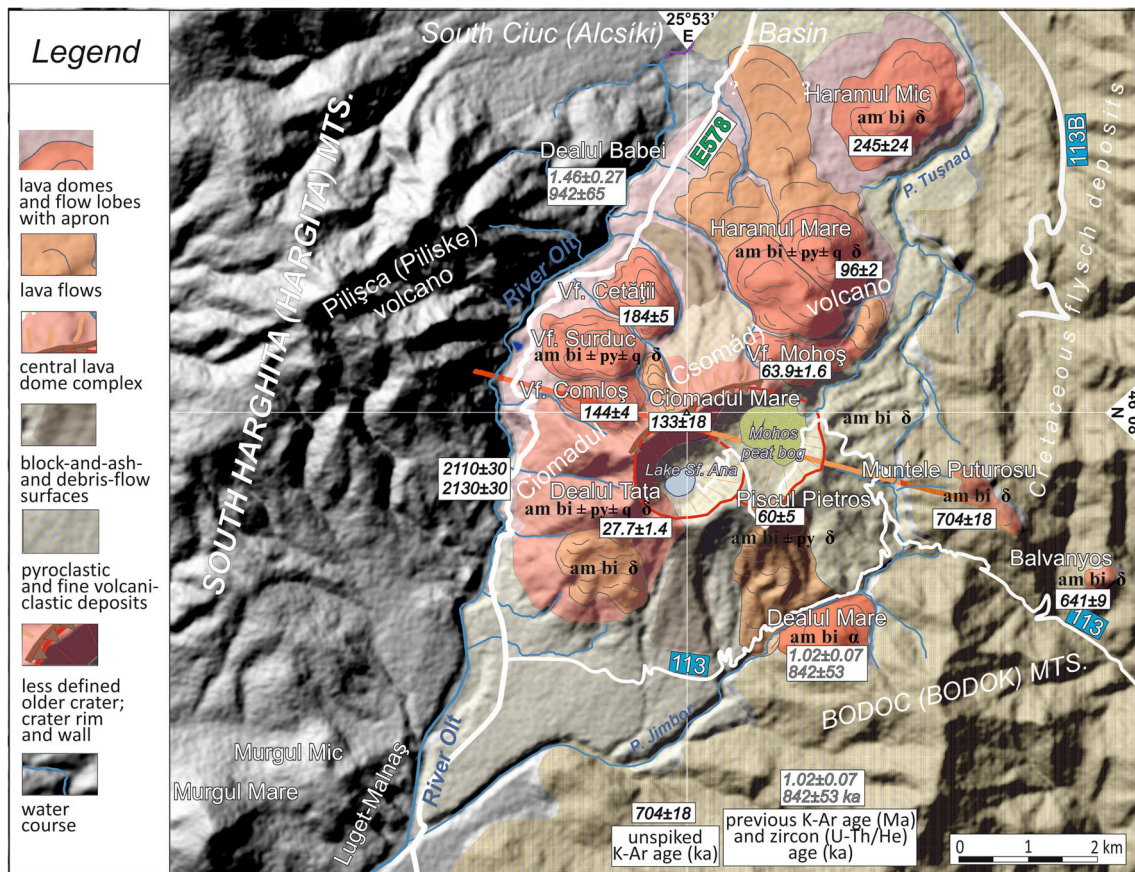 Legend
lava domes
and flow lobes
with apron
lava flows
central lava
dome complex
block-and-ash-
and debris-flow
surfaces
pyroclastic
and fine volcani-
clastic deposits
less defined
older crater;
crater rim
and wall
water
course
South Ciuc (Alcsíki) Basin
25°53'
E
SOUTH HARGHITA (HARGITA) MTS.
Dealul Babei
1.46±0.27
942±65
E578
? ?
Haramul Mic
am bi δ
245±24
P. Tuşnad
113B
Cretaceous flysch deposits
Pilişca (Piliske)
volcano
River Olt
Haramul Mare
am bi ± py± q δ
96±2
Vf. Cetăţii
184±5
Vf. Surduc
am bi ± py± q δ
Ciomadul Csomád volcano
Vf. Mohoş
63.9±1.6
Vf. Comloş
144±4
Ciomadul Mare
133±18
am bi δ
N
Mohos
peat bog
Lake Sf. Ana
2110±30
2130±30
Dealul Tața
am bi ± py± q δ
27.7±1.4
Piscul Pietros
60±5
am bi ± py δ
Muntele Puturosu
am bi δ
704±18
am bi δ
Balvanyos
am bi δ
641±9
113
Dealul Mare
am bi α
1.02±0.07
842±53
113
BODOC (BODOK) MTS.
P. Jimbor
River Olt
Murgul Mic
Murgul Mare
Luget-Malnaş
704±18
unspiked
K-Ar age (ka)
1.02±0.07
842±53 ka
previous K-Ar age (Ma)
and zircon (U-Th/He)
age (ka)
0 1 2 km